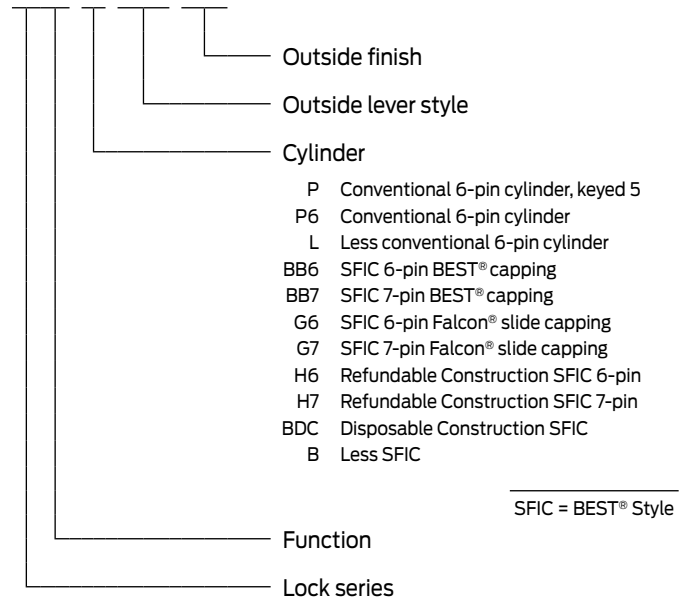 Outside finish
Outside lever style
Cylinder
P Conventional 6-pin cylinder, keyed 5
P6 Conventional 6-pin cylinder
L Less conventional 6-pin cylinder
BB6 SFIC 6-pin BEST® capping
BB7 SFIC 7-pin BEST® capping
G6 SFIC 6-pin Falcon® slide capping
G7 SFIC 7-pin Falcon® slide capping
H6 Refundable Construction SFIC 6-pin
H7 Refundable Construction SFIC 7-pin
BDC Disposable Construction SFIC
B Less SFIC
SFIC = BEST® Style
Function
Lock series